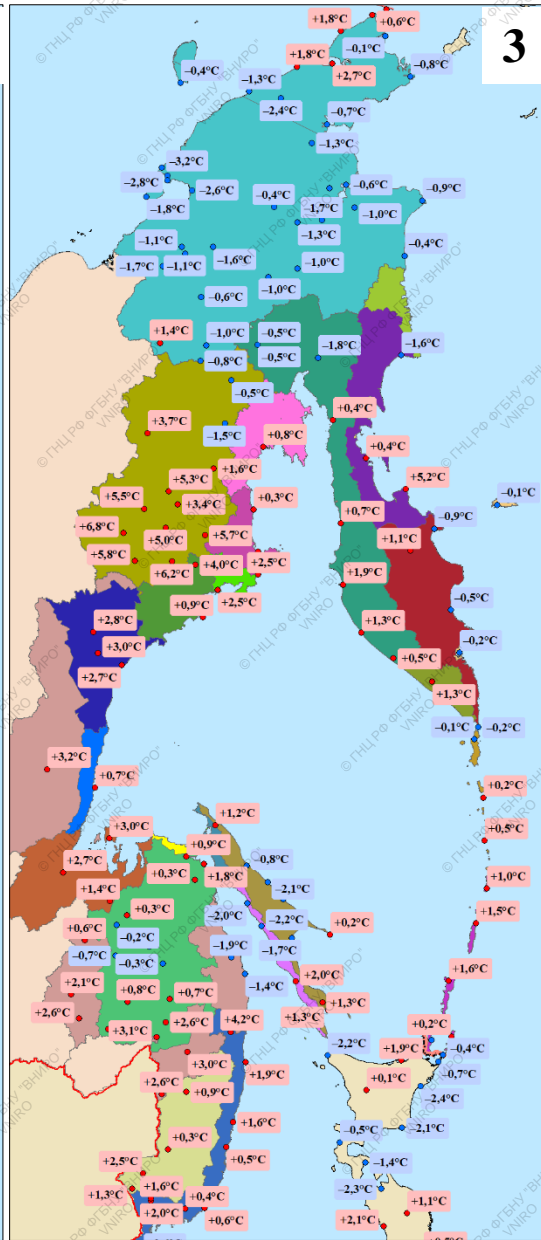 3
+1,8°C
+0,6°C
−0,1°C
+1,8°C
+2,7°C
−0,8°C
−0,4°C
−1,3°C
−2,4°C
−0,7°C
−1,3°C
−3,2°C
−2,8°C
−2,6°C
−0,4°C
−0,6°C
−0,9°C
−1,8°C
−1,7°C
−1,0°C
−1,3°C
−1,1°C
−1,6°C
−0,4°C
−1,7°C
−1,1°C
−1,0°C
−1,0°C
−0,6°C
+1,4°C
−1,0°C
−0,5°C
−1,8°C
−1,6°C
−0,8°C
−0,5°C
−0,5°C
+0,4°C
+3,7°C
−1,5°C
+0,8°C
+0,4°C
+1,6°C
+5,3°C
+5,2°C
+5,5°C
+3,4°C
+0,3°C
−0,1°C
+6,8°C
+5,0°C
+5,7°C
+0,7°C
−0,9°C
+1,1°C
+5,8°C
+6,2°C
+4,0°C
+2,5°C
+1,9°C
+0,9°C
+2,5°C
−0,5°C
+2,8°C
+1,3°C
+3,0°C
−0,2°C
+2,7°C
+0,5°C
+1,3°C
−0,1°C
−0,2°C
+3,2°C
+0,7°C
+0,2°C
+1,2°C
+3,0°C
+0,9°C
+0,5°C
+2,7°C
+0,3°C
+1,8°C
−0,8°C
+1,4°C
−2,1°C
+1,0°C
+0,3°C
−2,0°C
−2,2°C
+0,2°C
+1,5°C
+0,6°C
−0,2°C
−0,7°C
−0,3°C
−1,9°C
−1,7°C
−1,4°C
+2,0°C
+1,6°C
+2,1°C
+0,8°C
+0,7°C
+1,3°C
+1,3°C
+2,6°C
+3,1°C
+2,6°C
+4,2°C
+0,2°C
−2,2°C
+1,9°C
−0,4°C
+3,0°C
+1,9°C
−0,7°C
+2,6°C
+0,9°C
+0,1°C
−2,4°C
+1,6°C
−0,5°C
−2,1°C
+0,3°C
+0,5°C
−1,4°C
+2,5°C
+1,3°C
+1,6°C
−2,3°C
+2,0°C
+0,4°C
+0,6°C
+1,1°C
+2,1°C
© ГНЦ РФ ФГБНУ "ВНИРО"
VNIRO